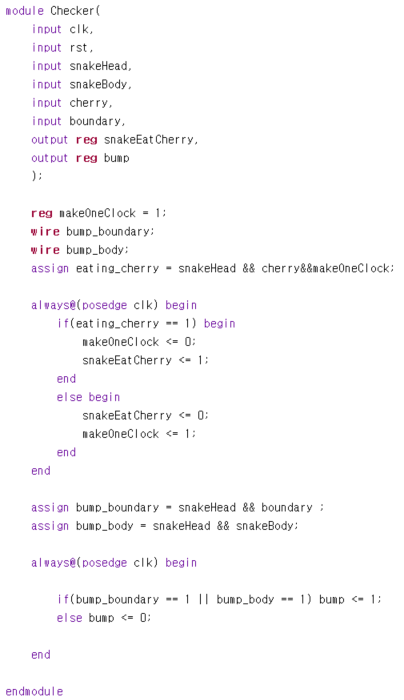 module Checker(
input clk,
input rst,
input snakeHead,
input snakeBody,
input cherry,
input boundary,
output reg snakeEatCherry,
output reg bump
);
reg makeOneClock = 1;
wire bump_boundary;
wire bump_body;
assign eating_cherry = snakeHead && cherry&&makeOneClock;
always@(posedge clk) begin
if(eating_cherry == 1) begin
makeOneClock <= 0;
snakeEatCherry <= 1;
end
else begin
snakeEatCherry <= 0;
makeOneClock <= 1;
end
end
assign bump_boundary = snakeHead && boundary ;
assign bump_body = snakeHead && snakeBody;
always@(posedge clk) begin
if(bump_boundary == 1 || bump_body == 1) bump <= 1;
else bump <= 0;
end
endmodule